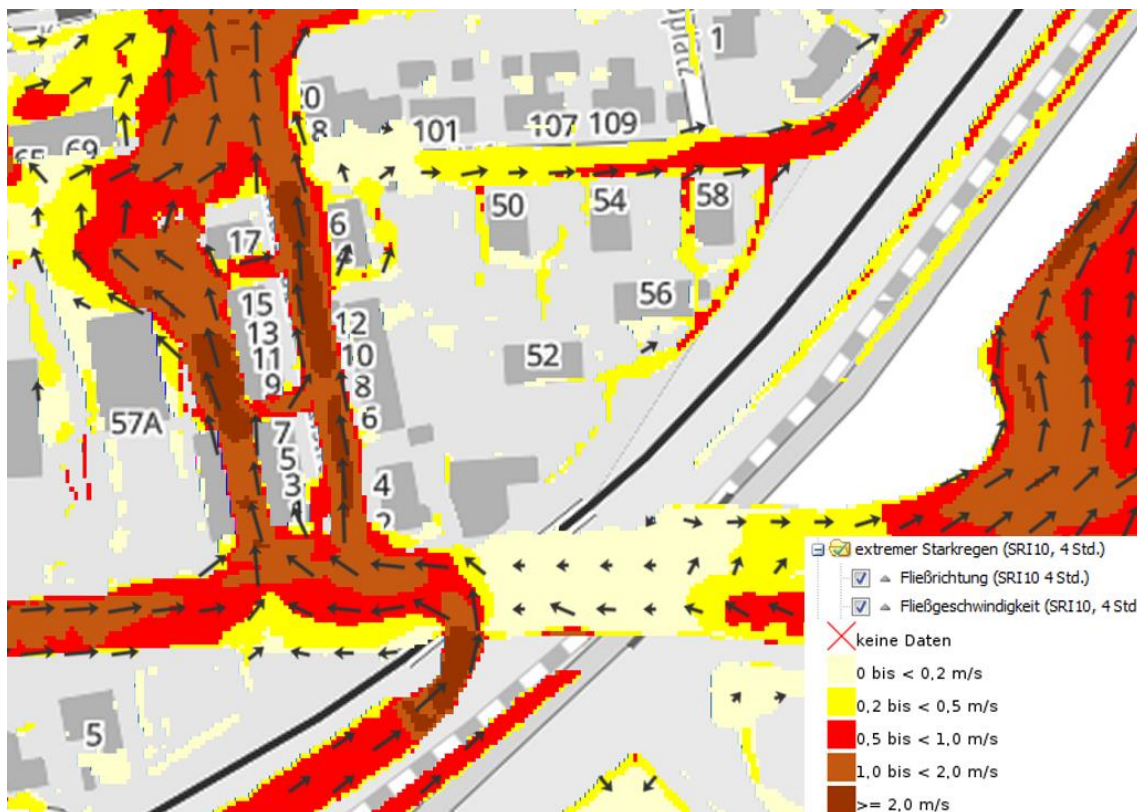 1
platz
20
8
101
107 109
65 69
50
54
58
6
4
17
56
15
13
11
9
12
10
8
6
52
57A
7
5
3
1
4
2
5
extremer Starkregen (SRI10, 4 Std.)
Fließrichtung (SRI10 4 Std.)
Fließgeschwindigkeit (SRI10, 4 Std
keine Daten
0 bis < 0,2 m/s
0,2 bis < 0,5 m/s
0,5 bis < 1,0 m/s
1,0 bis < 2,0 m/s
>= 2,0 m/s